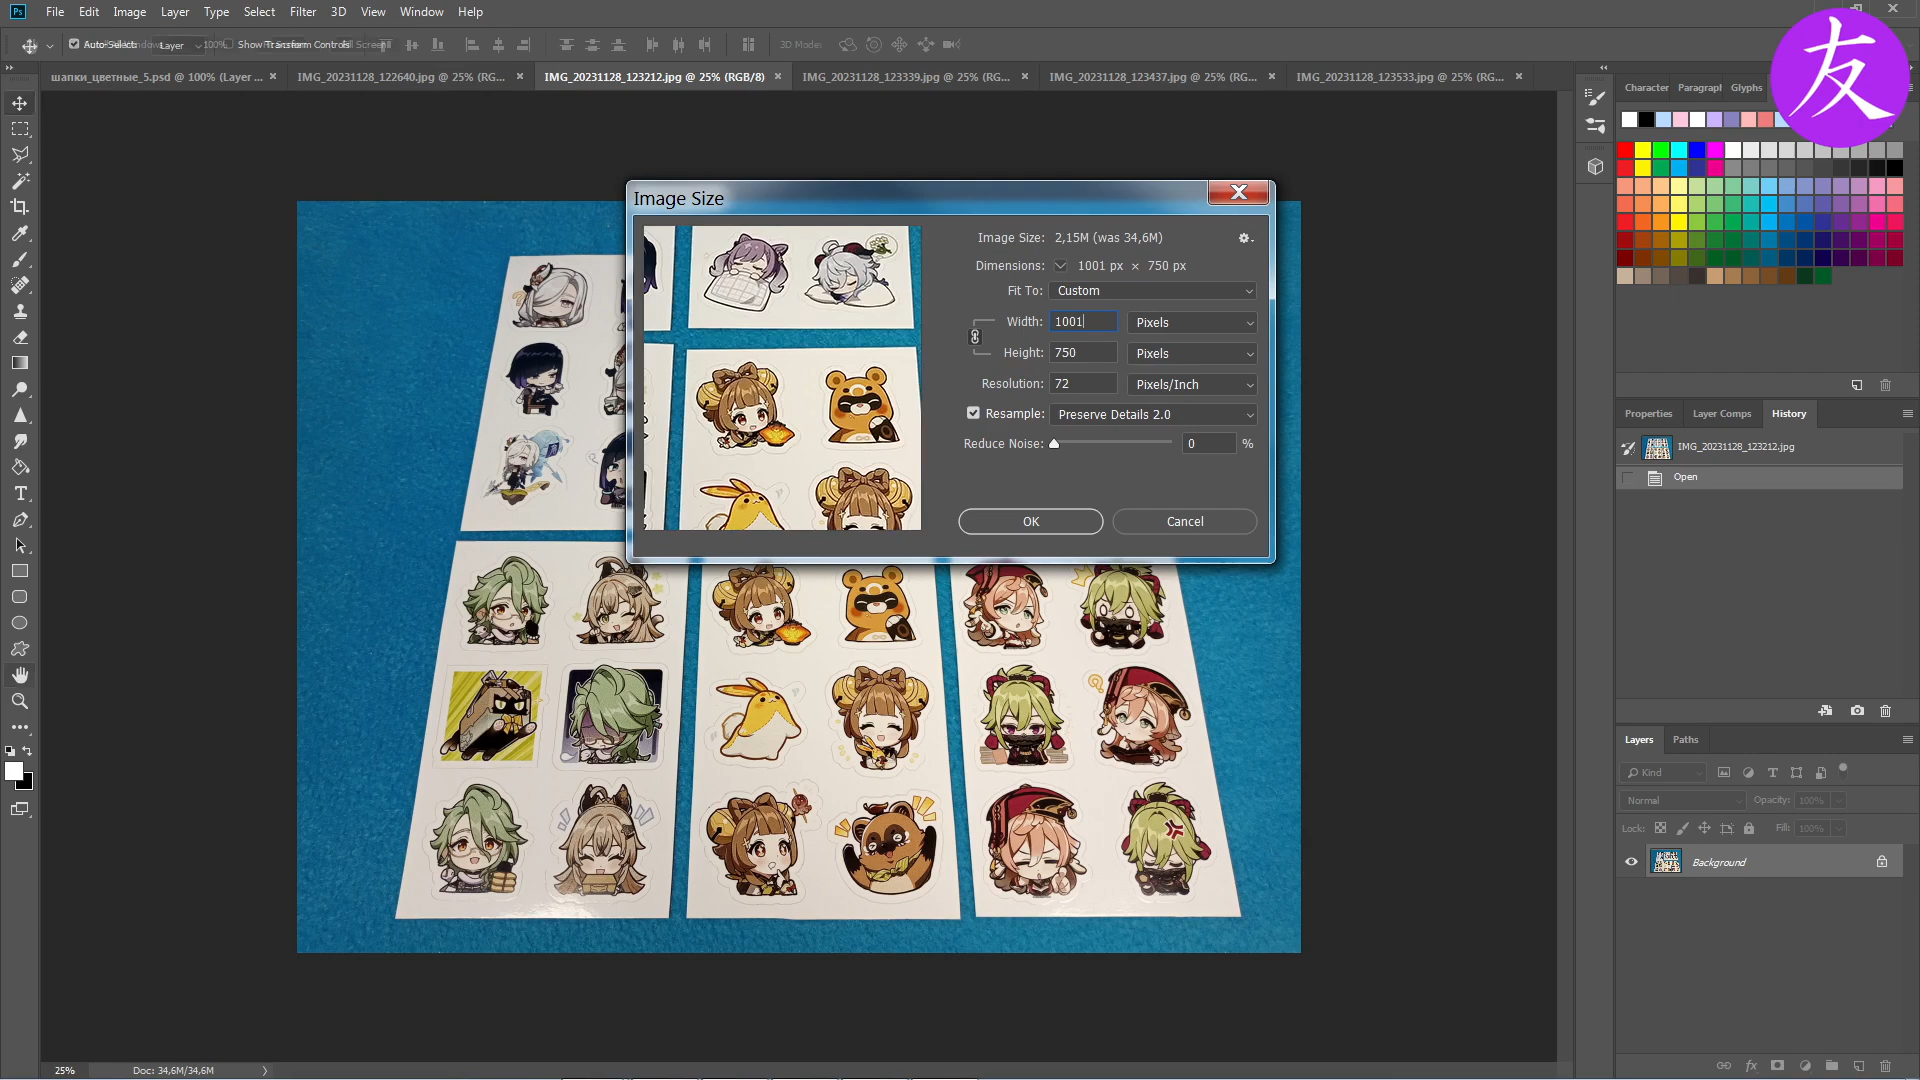 Ps File Edit Image Layer Type Select Filter 3D View Window Help
Auto-Select: Layer 100% Show Transform Controls 3D Mode:
友
шапки_цветные_5.psd @ 100% (Layer ... × IMG_20231128_122640.jpg @ 25% (RG... × IMG_20231128_123212.jpg @ 25% (RGB/8) × IMG_20231128_123339.jpg @ 25% (RG... × IMG_20231128_123437.jpg @ 25% (RG... × IMG_20231128_123533.jpg @ 25% (RG... ×
Character Paragrapl Glyphs
Image Size
Image Size: 2,15M (was 34,6M)
Dimensions: 1001 px × 750 px
Fit To: Custom
Width: 1001 Pixels
Height: 750 Pixels
Resolution: 72 Pixels/Inch
Resample: Preserve Details 2.0
Reduce Noise: 0 %
OK Cancel
Properties Layer Comps History
IMG_20231128_123212.jpg
Open
Layers Paths
Kind
Normal Opacity: 100%
Lock: Fill: 100%
Background
25% Doc: 34,6M/34,6M